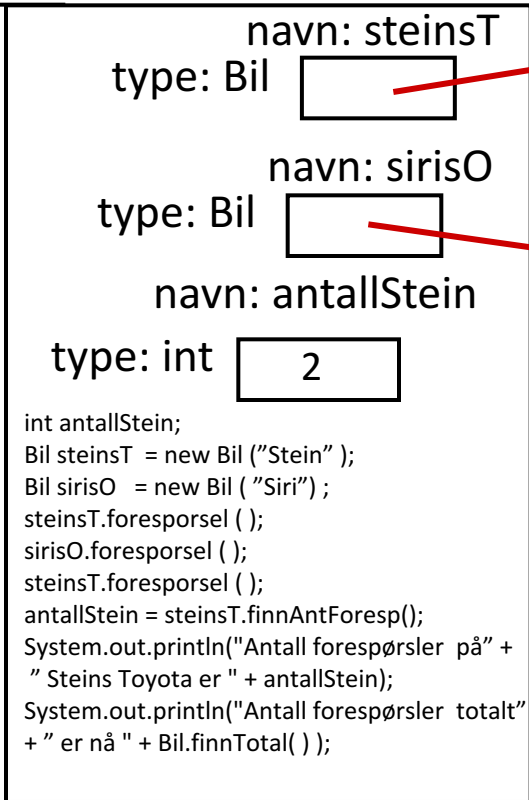 navn: steinsT
type: Bil
navn: sirisO
type: Bil
navn: antallStein
type: int 2
int antallStein;
Bil steinsT = new Bil (”Stein” );
Bil sirisO = new Bil ( ”Siri”) ;
steinsT.foresporsel ( );
sirisO.foresporsel ( );
steinsT.foresporsel ( );
antallStein = steinsT.finnAntForesp();
System.out.println("Antall forespørsler på” +
” Steins Toyota er " + antallStein);
System.out.println("Antall forespørsler totalt”
+ ” er nå " + Bil.finnTotal( ) );